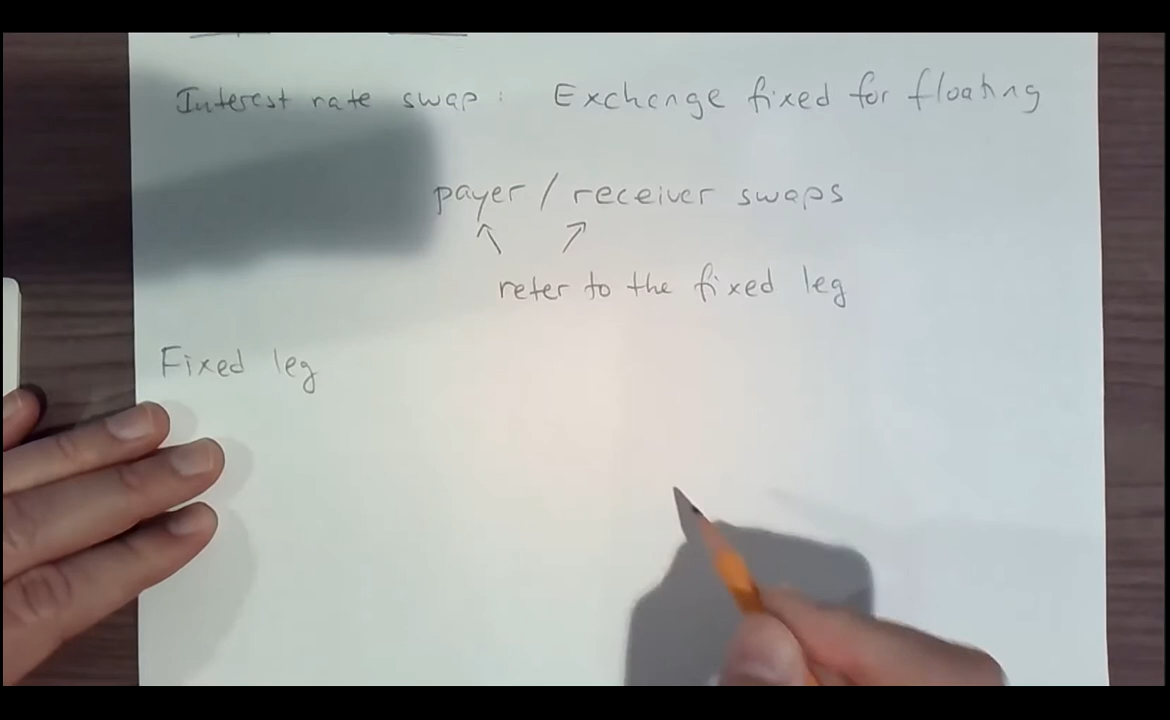 Interest rate swap : Exchange fixed for floating
payer / receiver swaps
refer to the fixed leg
Fixed leg